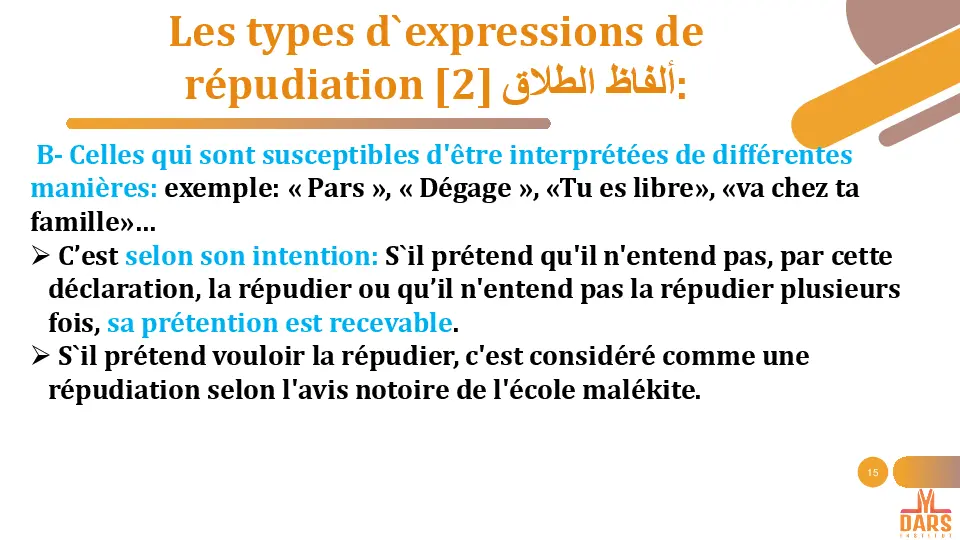 Les types d`expressions de
répudiation [2] ألفاظ الطلاق:
B- Celles qui sont susceptibles d'être interprétées de différentes
manières: exemple: « Pars », « Dégage », «Tu es libre», «va chez ta
famille»…
➢ C’est selon son intention: S`il prétend qu'il n'entend pas, par cette
déclaration, la répudier ou qu’il n'entend pas la répudier plusieurs
fois, sa prétention est recevable.
➢ S`il prétend vouloir la répudier, c'est considéré comme une
répudiation selon l'avis notoire de l'école malékite.
15
DARS
INSTITUT